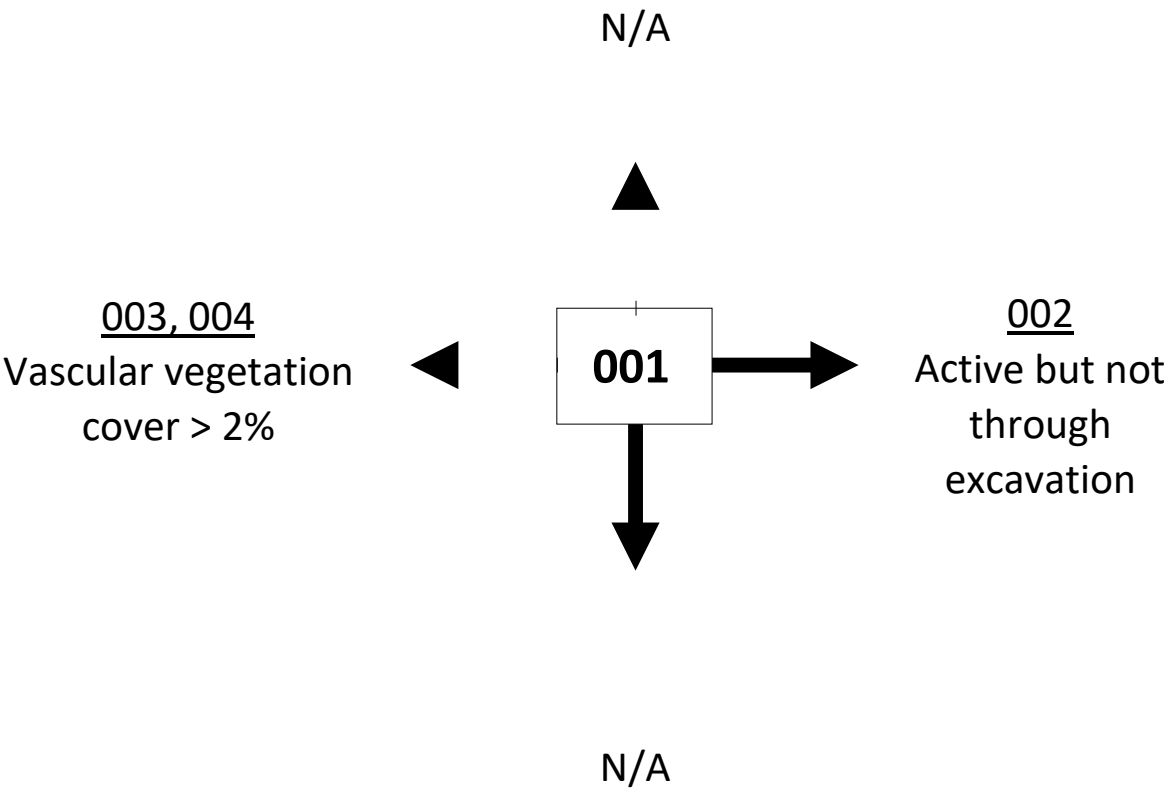 N/A
003, 004
Vascular vegetation
cover > 2%
001
002
Active but not
through
excavation
N/A